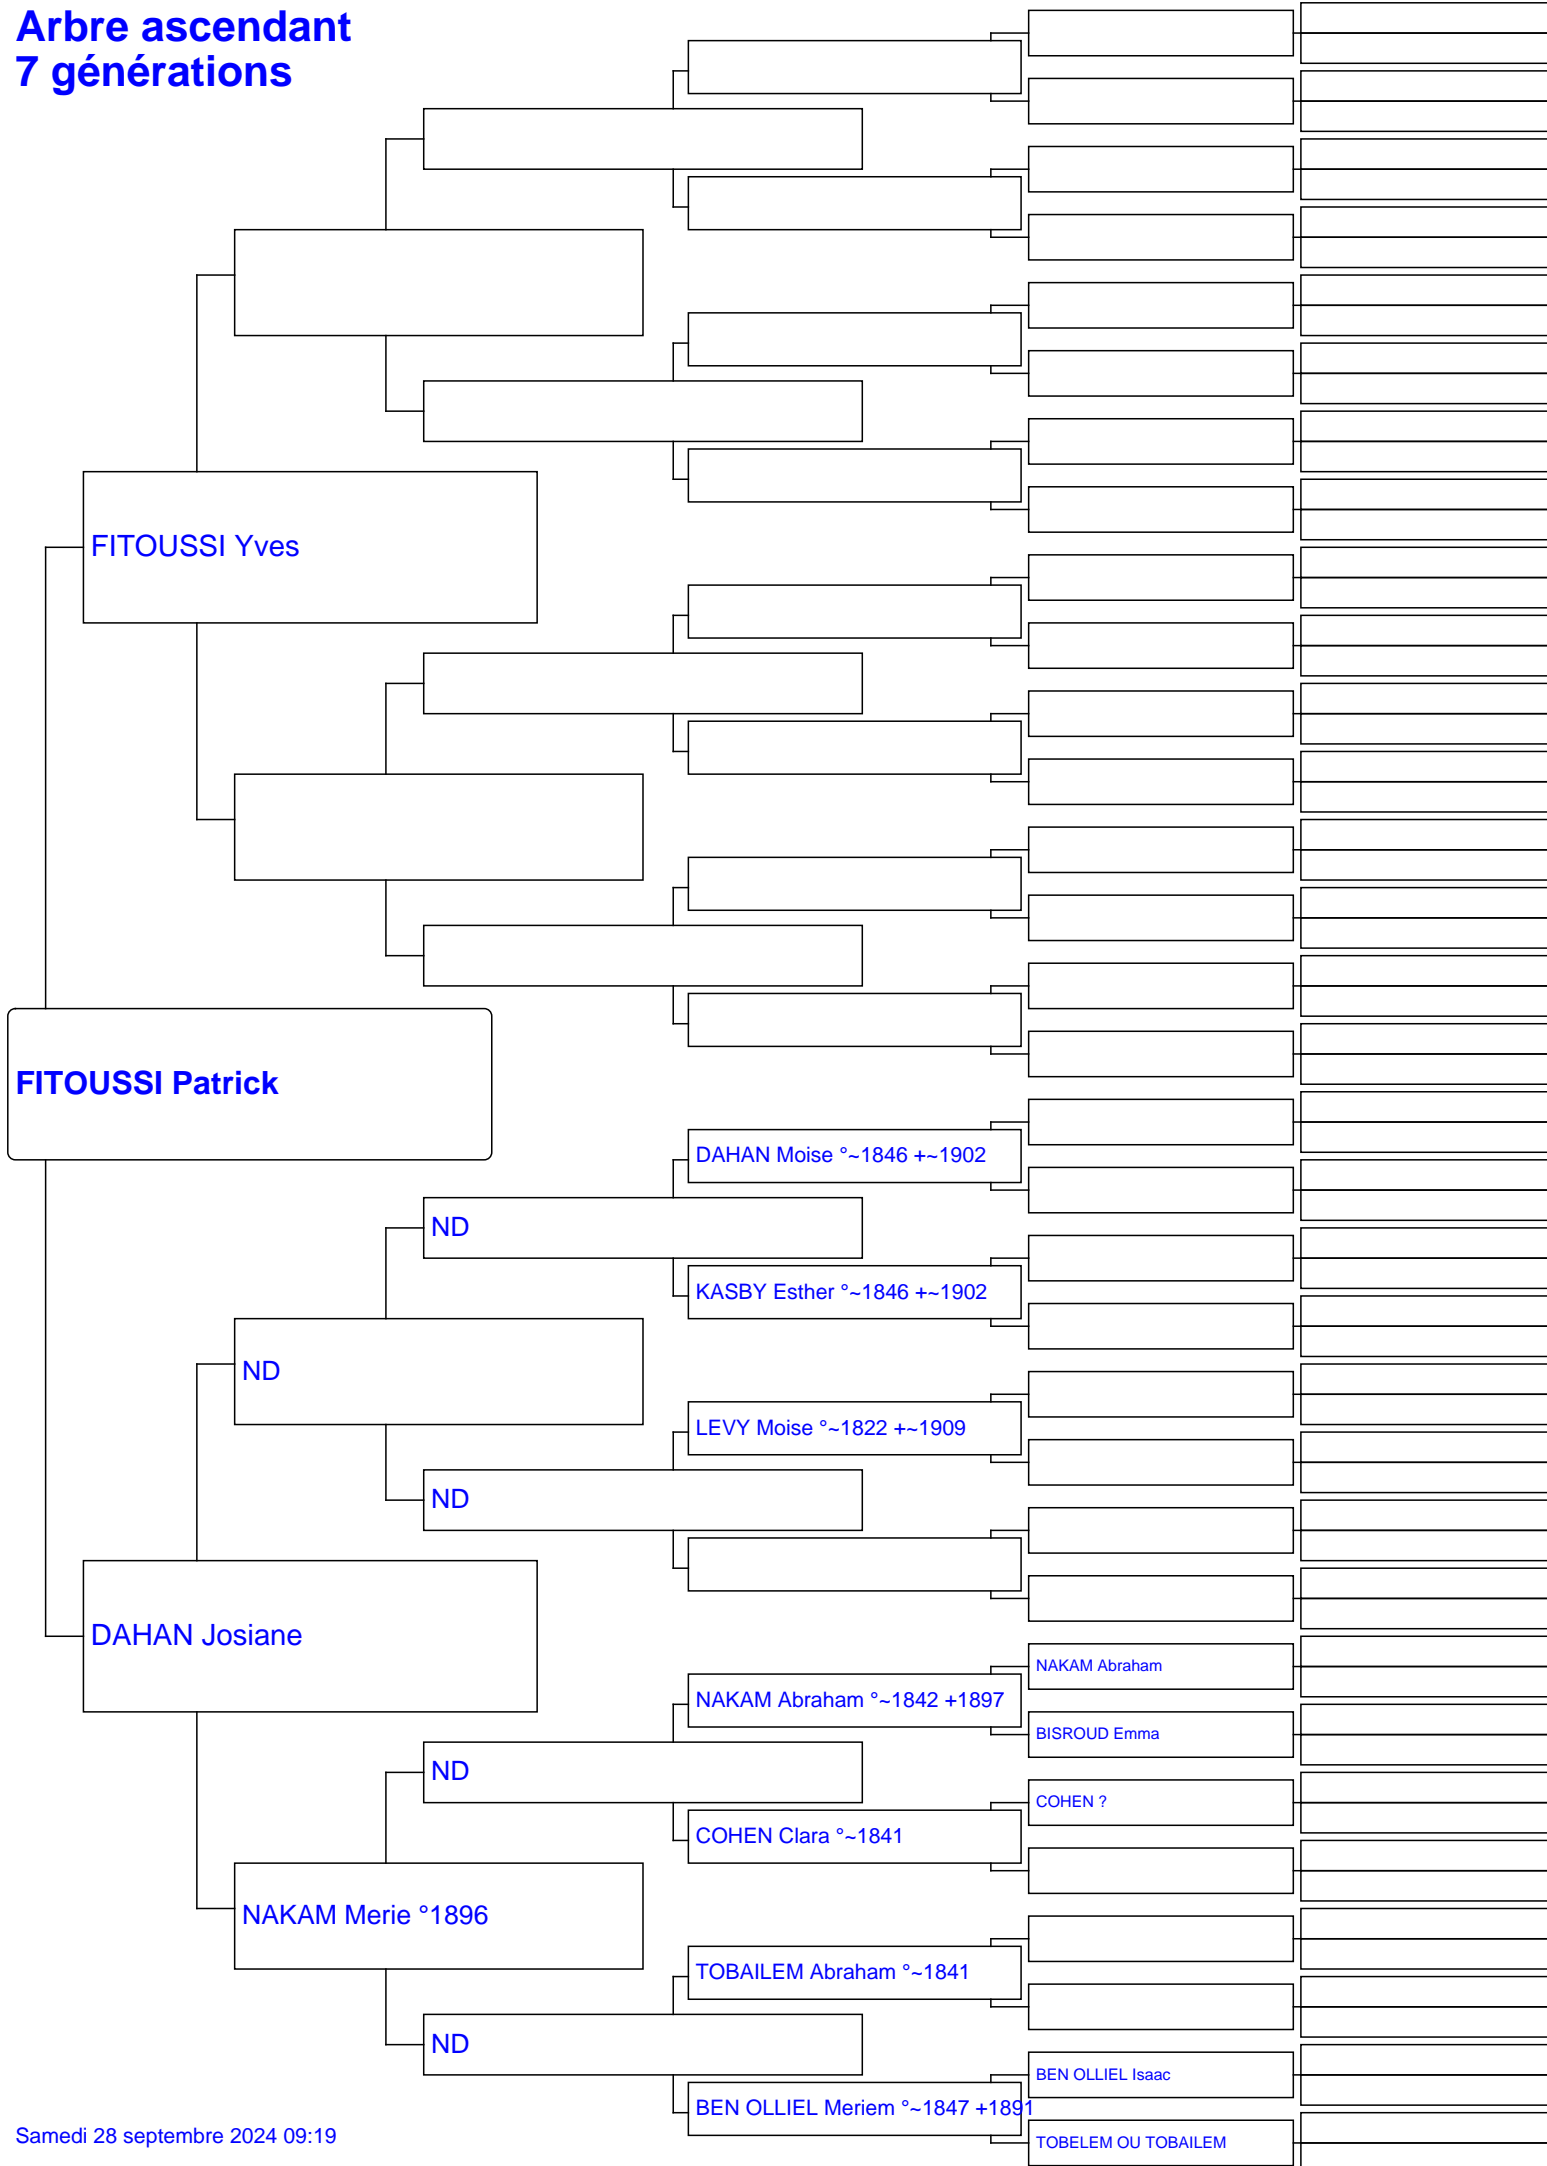 Arbre ascendant
7 générations
FITOUSSI Yves
FITOUSSI Patrick
DAHAN Moise °~1846 +~1902
ND
KASBY Esther °~1846 +~1902
ND
LEVY Moise °~1822 +~1909
ND
DAHAN Josiane
NAKAM Abraham
NAKAM Abraham °~1842 +1897
BISROUD Emma
ND
COHEN ?
COHEN Clara °~1841
NAKAM Merie °1896
TOBAILEM Abraham °~1841
ND
BEN OLLIEL Isaac
BEN OLLIEL Meriem °~1847 +1891
TOBELEM OU TOBAILEM
Samedi 28 septembre 2024 09:19